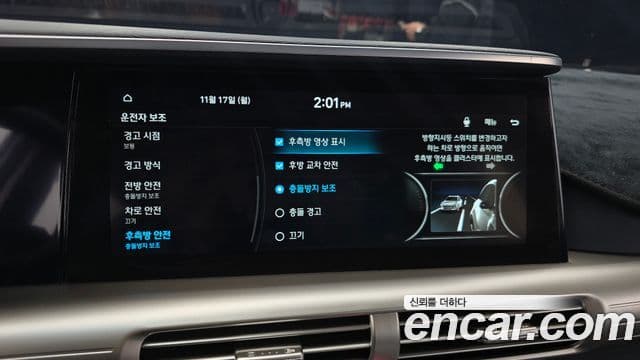 11월 17일 (월)
2:01 PM
메뉴
운전자 보조
경고 시점
보통
경고 방식
전방 안전
충돌방지 보조
차로 안전
끄기
후측방 안전
충돌방지 보조
후측방 영상 표시
후방 교차 안전
충돌방지 보조
충돌 경고
끄기
방향지시등 스위치를 변경하고자
하는 차로 방향으로 움직이면
후측방 영상을 클러스터에 표시합니다.
신뢰를 더하다
encar.com